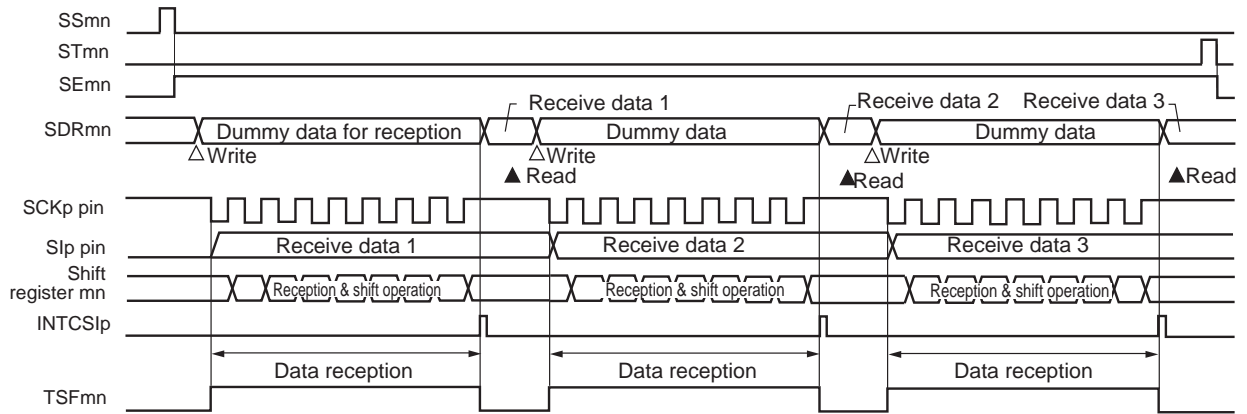 SSmn
STmn
SEmn
Receive data 1
Receive data 2 Receive data 3
SDRmn Dummy data for reception Dummy data Dummy data
△Write △Write △Write
▲ Read ▲Read ▲Read
SCKp pin
SIp pin Receive data 1 Receive data 2 Receive data 3
Shift
register mn Reception & shift operation Reception & shift operation Reception & shift operation
INTCSIp
Data reception Data reception Data reception
TSFmn